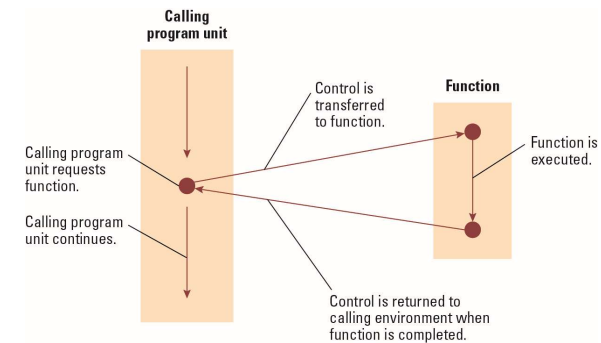 Calling
program unit
Control is
transferred
to function.
Function
Function is
executed.
Calling program
unit requests
function.
Calling program
unit continues.
Control is returned to
calling environment when
function is completed.